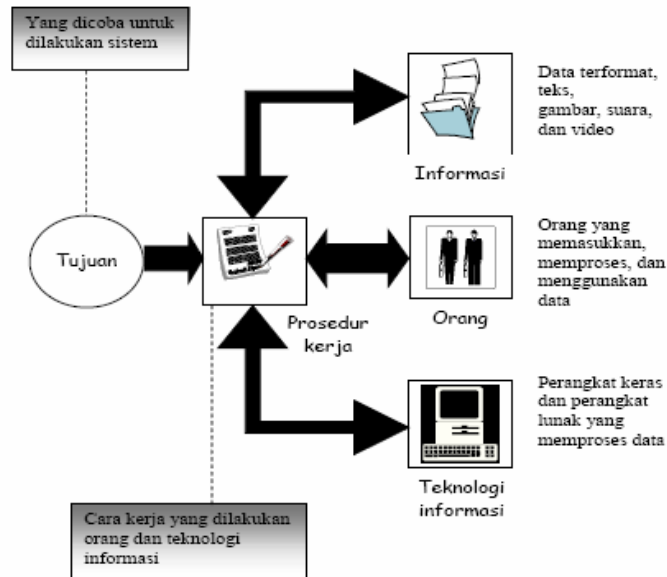 Yang dicoba untuk
dilakukan sistem
Data terformat,
teks,
gambar, suara,
dan video
Informasi
Tujuan
Prosedur
kerja
Orang yang
memasukkan,
memproses, dan
menggunakan
data
Orang
Perangkat keras
dan perangkat
lunak yang
memproses data
Teknologi
informasi
Cara kerja yang dilakukan
orang dan teknologi
informasi